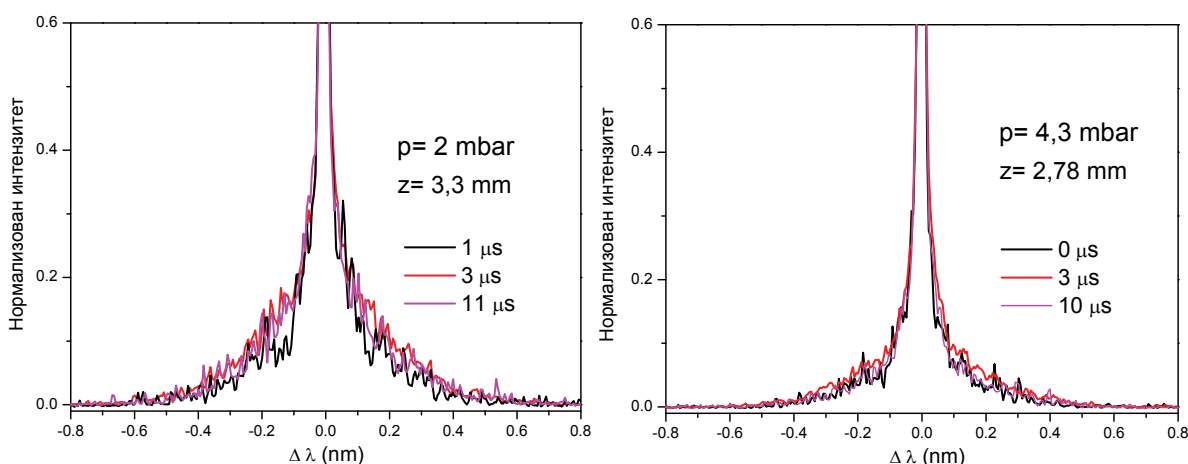 Нормализован интензитет
0.6
0.4
0.2
0.0
p= 2 mbar
z= 3,3 mm
1 μs
3 μs
11 μs
-0.8 -0.6 -0.4 -0.2 0.0 0.2 0.4 0.6 0.8
Δ λ (nm)
Нормализован интензитет
0.6
0.4
0.2
0.0
p= 4,3 mbar
z= 2,78 mm
0 μs
3 μs
10 μs
-0.8 -0.6 -0.4 -0.2 0.0 0.2 0.4 0.6 0.8
Δ λ (nm)